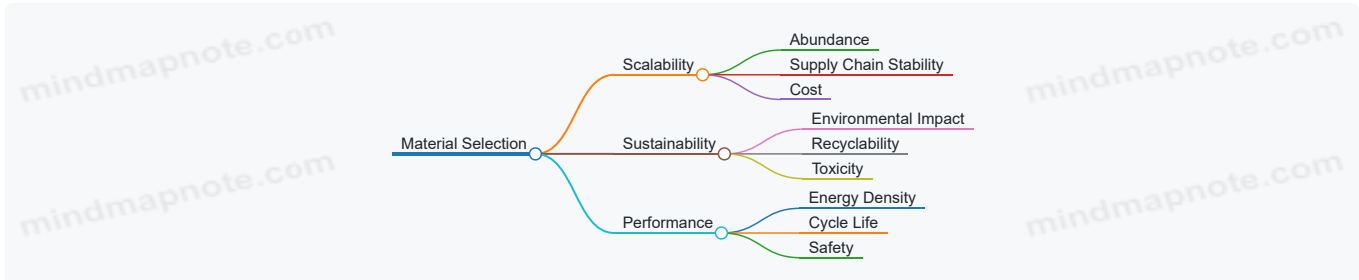 mindmapnote.com
mindmapnote.com
Abundance
Scalability
Supply Chain Stability
Cost
Environmental Impact
Material Selection
Sustainability
Recyclability
Toxicity
mindmapnote.com
mindmapnote.com
Energy Density
Performance
Cycle Life
Safety